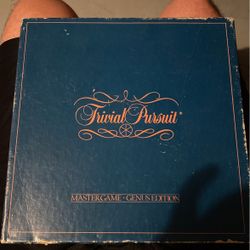 Trivial Pursuit®
MASTER GAME • GENUS EDITION